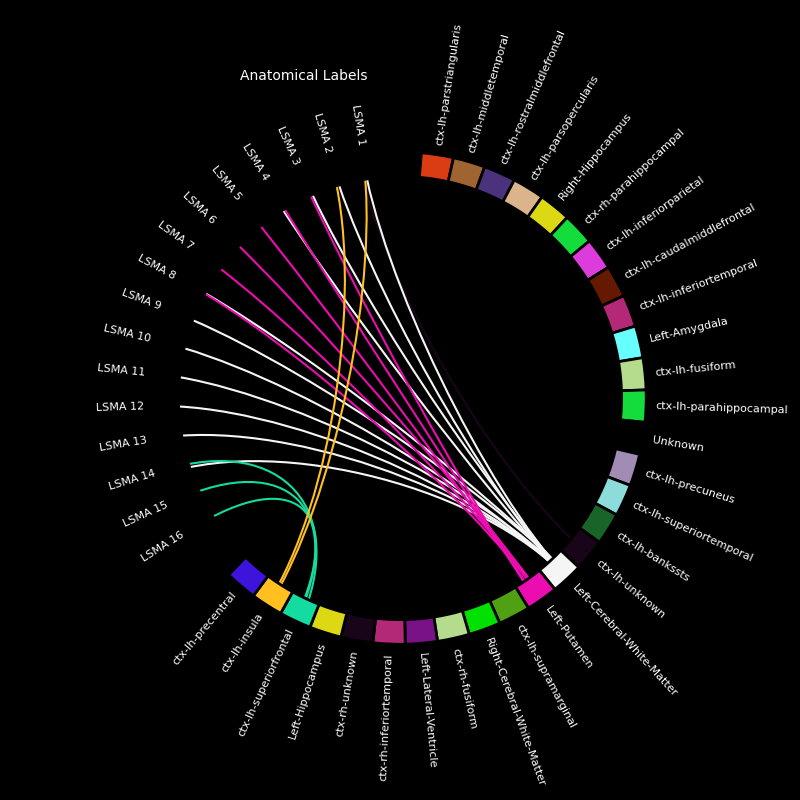 Anatomical Labels
LSMA 1
LSMA 2
LSMA 3
LSMA 4
LSMA 5
LSMA 6
LSMA 7
LSMA 8
LSMA 9
LSMA 10
LSMA 11
LSMA 12
LSMA 13
LSMA 14
LSMA 15
LSMA 16
ctx-lh-precentral
ctx-lh-insula
ctx-lh-superiorfrontal
Left-Hippocampus
ctx-rh-unknown
ctx-rh-inferiortemporal
Left-Lateral-Ventricle
ctx-rh-fusiform
Right-Cerebral-White-Matter
ctx-lh-supramarginal
Left-Putamen
Left-Cerebral-White-Matter
ctx-lh-unknown
ctx-lh-bankssts
ctx-lh-superiortemporal
ctx-lh-precuneus
Unknown
ctx-lh-parahippocampal
ctx-lh-fusiform
Left-Amygdala
ctx-lh-inferiortemporal
ctx-lh-caudalmiddlefrontal
ctx-lh-inferiorparietal
ctx-rh-parahippocampal
Right-Hippocampus
ctx-lh-parsopercularis
ctx-lh-rostralmiddlefrontal
ctx-lh-middletemporal
ctx-lh-parstriangularis